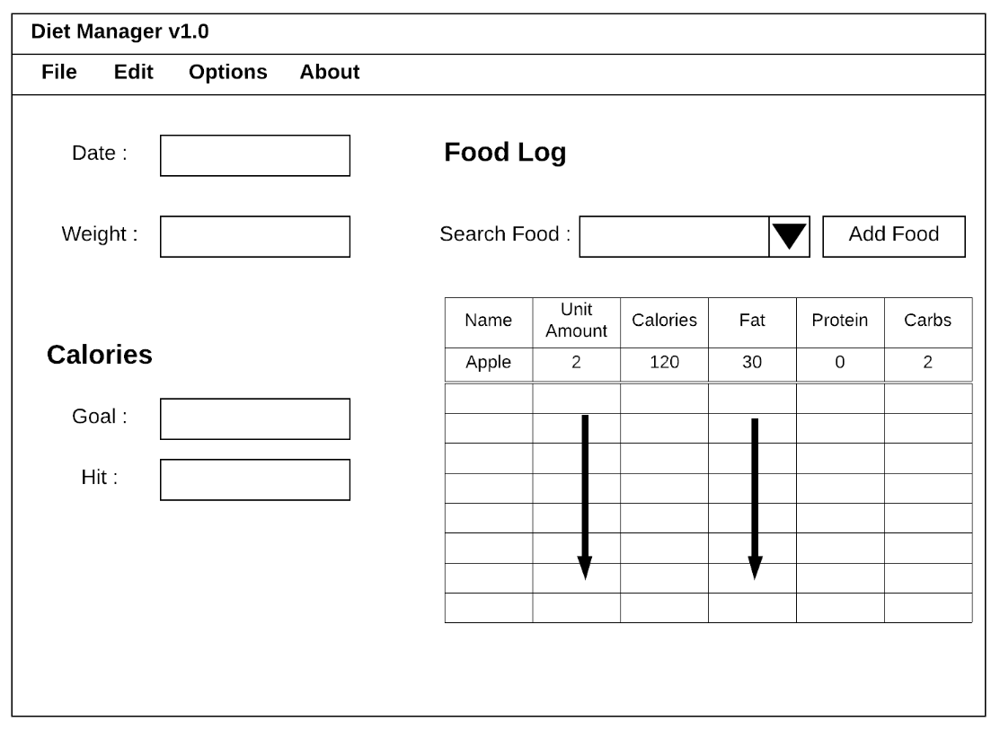 Diet Manager v1.0
File Edit Options About
Date :
Weight :
Calories
Goal :
Hit :
Food Log
Search Food : Add Food
Name Unit Amount Calories Fat Protein Carbs
Apple 2 120 30 0 2